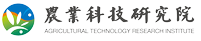 農業科技研究院
AGRICULTURAL TECHNOLOGY RESEARCH INSTITUTE